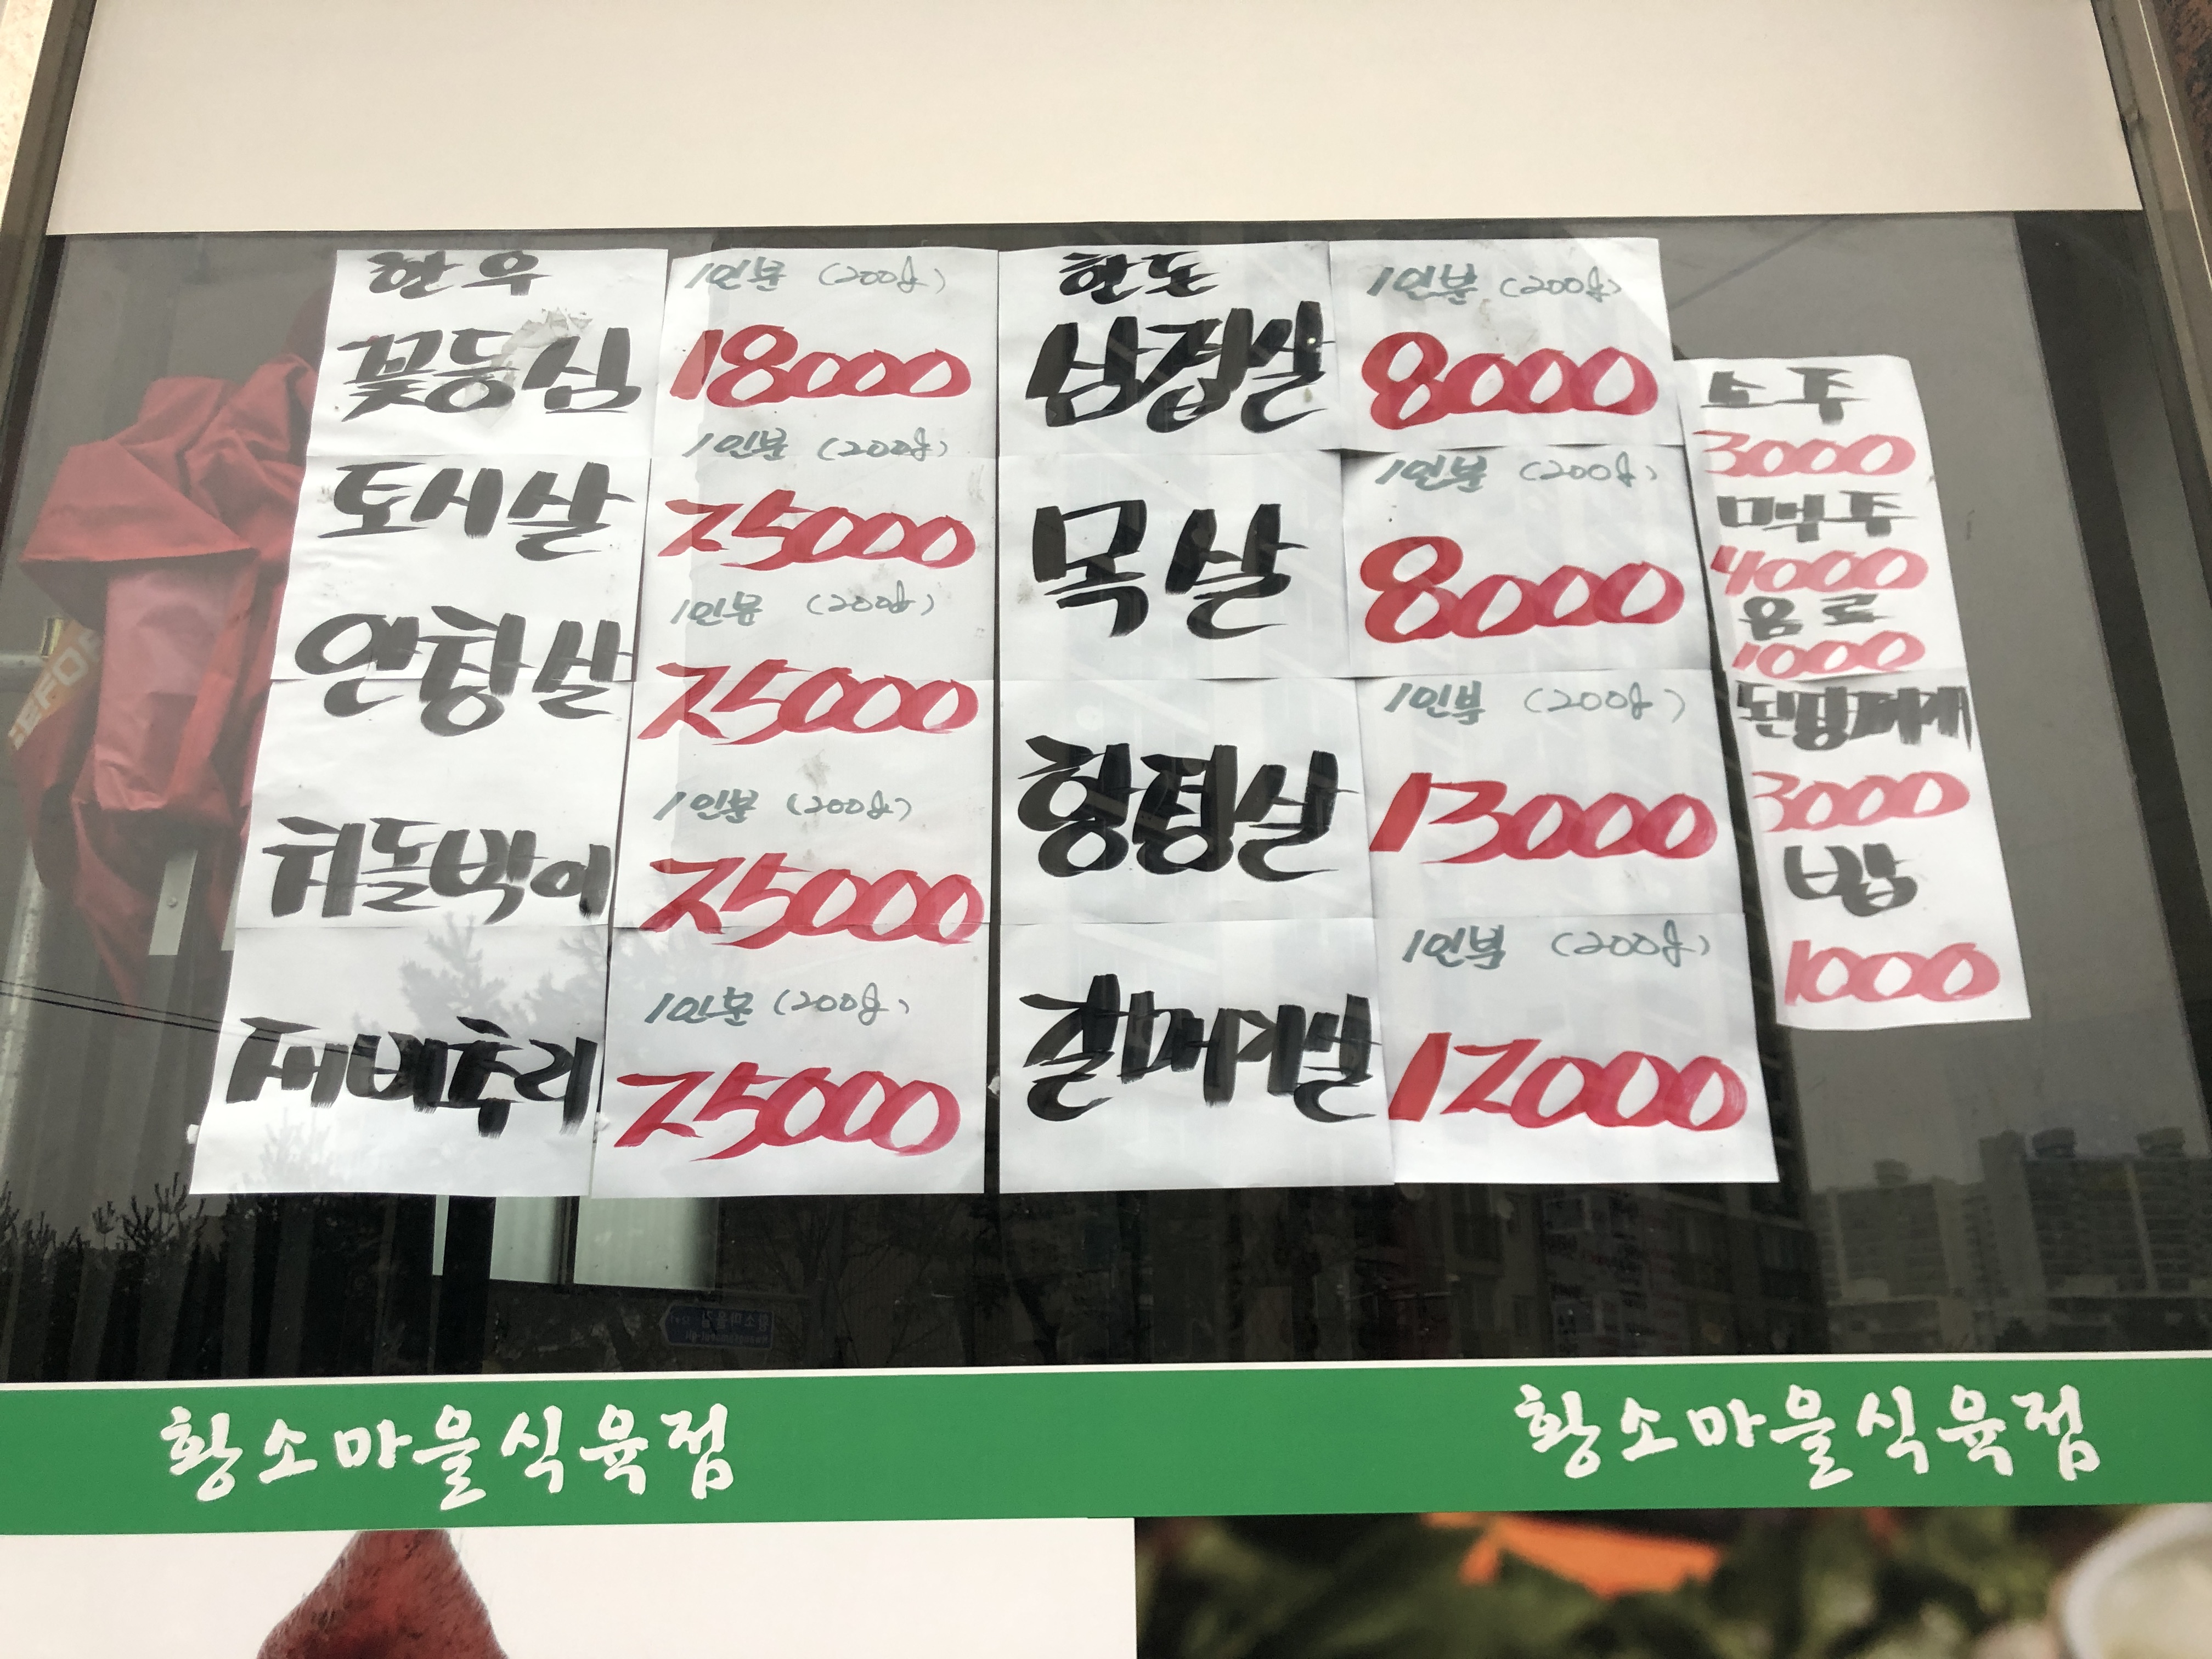 한우
꽃등심
1인분 (200g)
18000
토시살
1인분 (200g)
25000
안창살
1인분 (200g)
25000
차돌박이
1인분 (200g)
25000
제비추리
1인분 (200g)
25000
한돈
삼겹살
1인분 (200g)
8000
목살
1인분 (200g)
8000
항정살
1인분 (200g)
13000
갈매기살
1인분 (200g)
12000
소주
3000
맥주
4000
음료
1000
된장찌개
3000
밥
1000
황소마을식육점
황소마을식육점